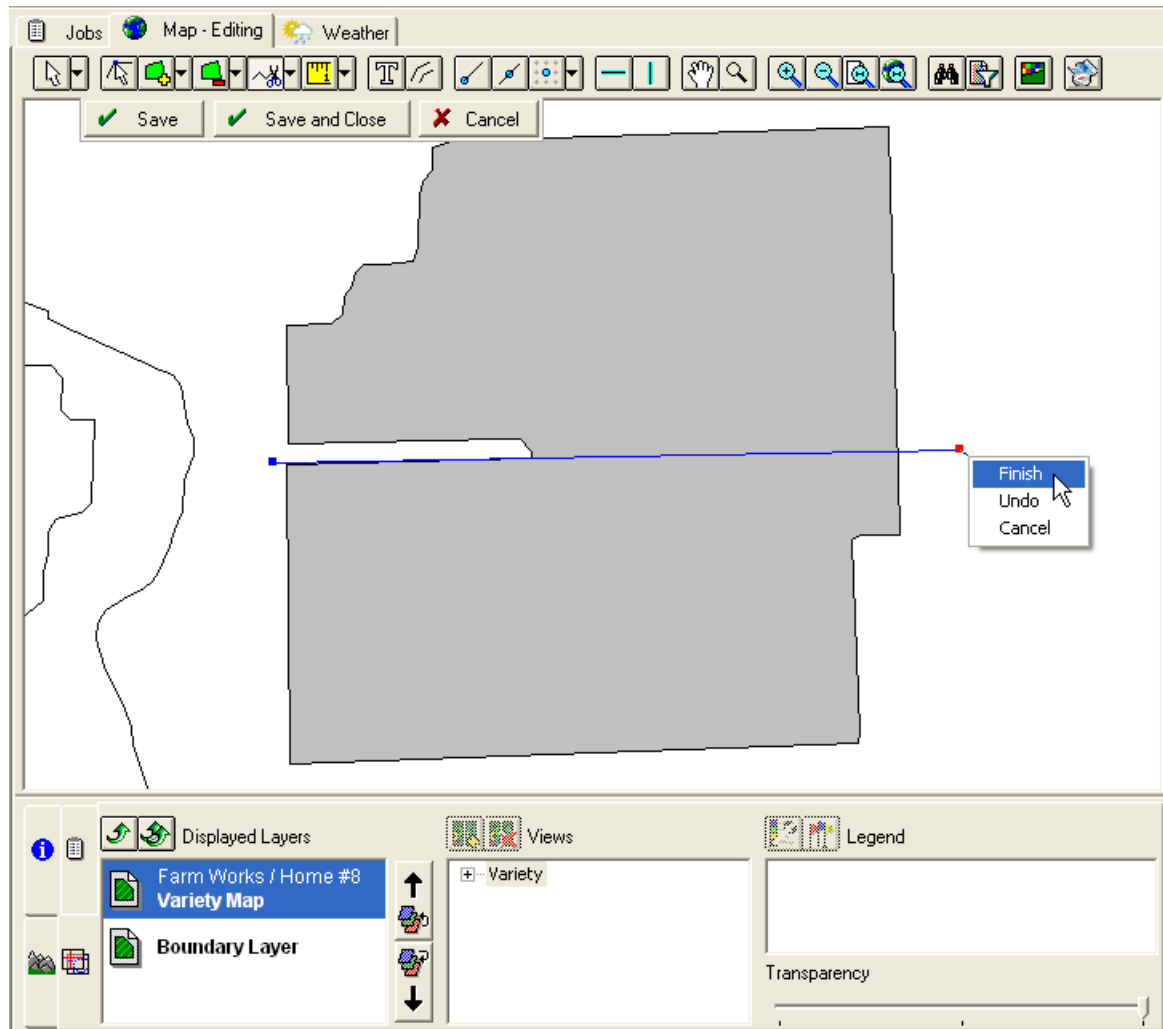 Jobs
Map - Editing
Weather
Save
Save and Close
Cancel
Finish
Undo
Cancel
Displayed Layers
Views
Legend
Farm Works / Home #8
Variety Map
Boundary Layer
Variety
Transparency